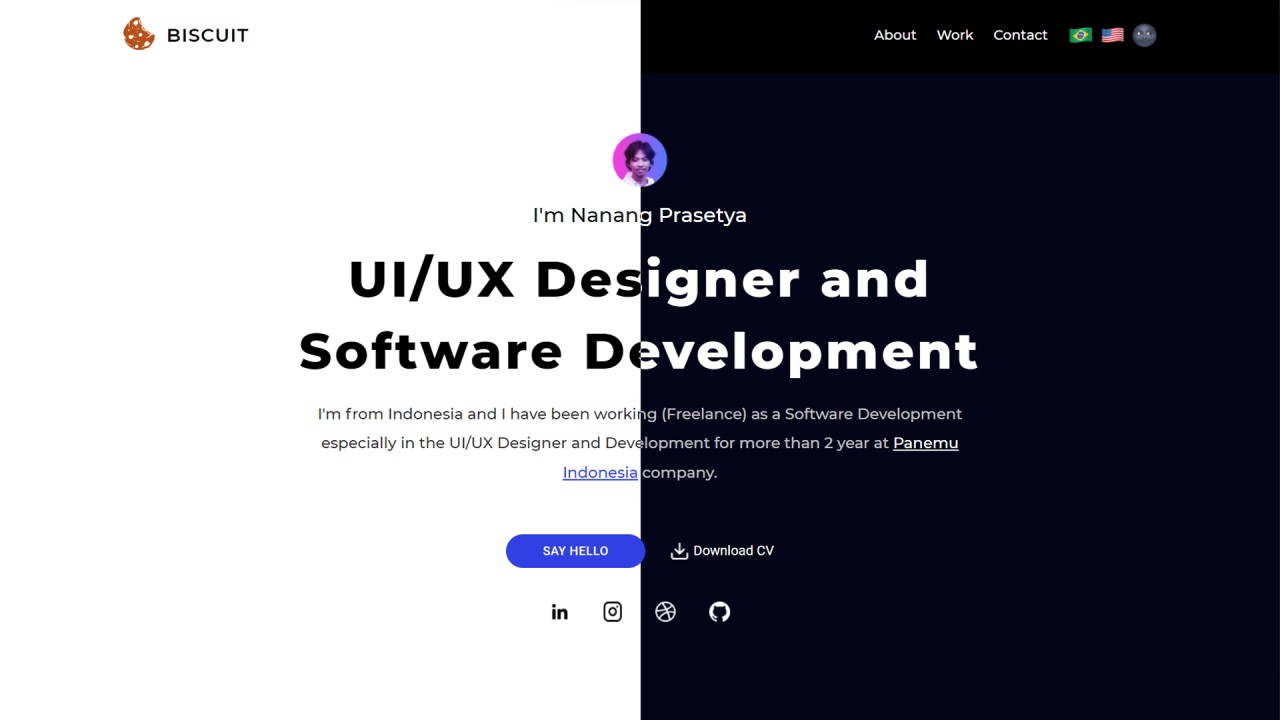 BISCUIT
About Work Contact
I'm Nanang Prasetya
UI/UX Designer and
Software Development
I'm from Indonesia and I have been working (Freelance) as a Software Development
especially in the UI/UX Designer and Development for more than 2 year at Panemu
Indonesia company.
SAY HELLO Download CV
in